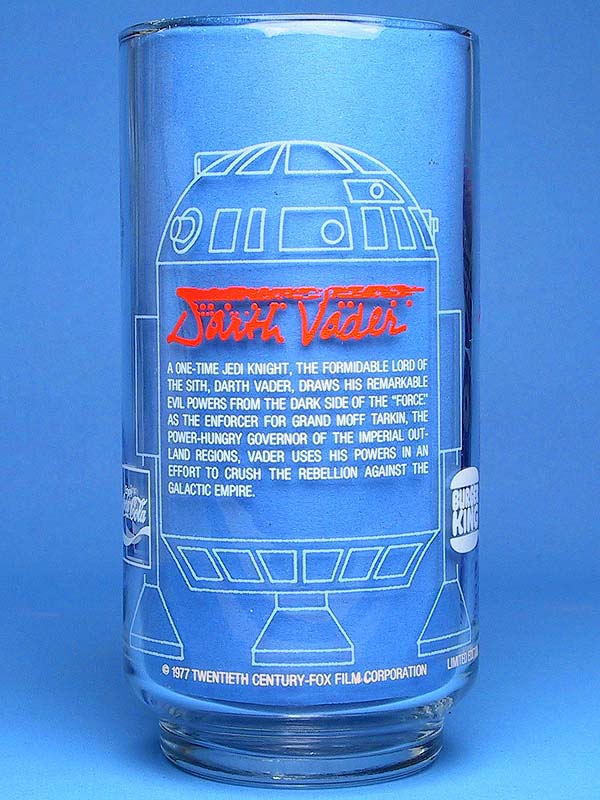 Darth Vader
A ONE-TIME JEDI KNIGHT, THE FORMIDABLE LORD OF
THE SITH, DARTH VADER, DRAWS HIS REMARKABLE
EVIL POWERS FROM THE DARK SIDE OF THE "FORCE."
AS THE ENFORCER FOR GRAND MOFF TARKIN, THE
POWER-HUNGRY GOVERNOR OF THE IMPERIAL OUT-
LAND REGIONS, VADER USES HIS POWERS IN AN
EFFORT TO CRUSH THE REBELLION AGAINST THE
GALACTIC EMPIRE.
Coca-Cola
BURGER
KING
LIMITED EDITION
© 1977 TWENTIETH CENTURY-FOX FILM CORPORATION